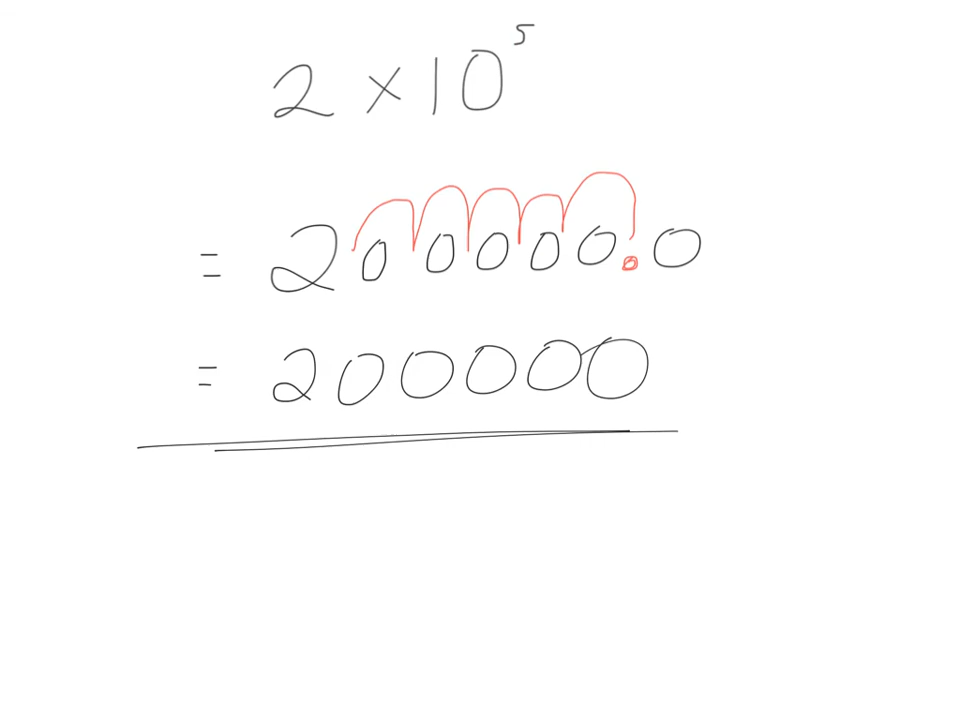 2 × 10⁵
= 200000.0
= 200000